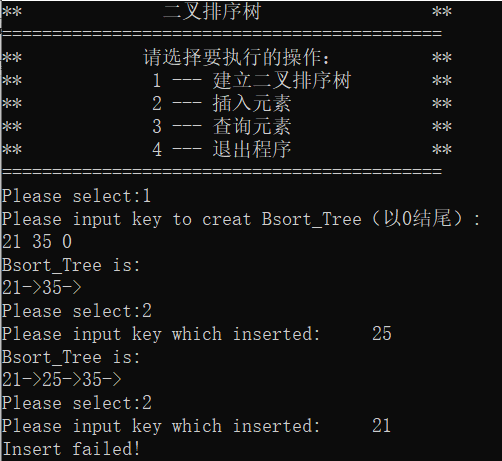 **              二叉排序树                 **
============================================
**            请选择要执行的操作:          **
**             1 --- 建立二叉排序树        **
**             2 --- 插入元素              **
**             3 --- 查询元素              **
**             4 --- 退出程序              **
============================================
Please select:1
Please input key to creat Bsort_Tree（以0结尾）:
21 35 0
Bsort_Tree is:
21->35->
Please select:2
Please input key which inserted:     25
Bsort_Tree is:
21->25->35->
Please select:2
Please input key which inserted:     21
Insert failed!